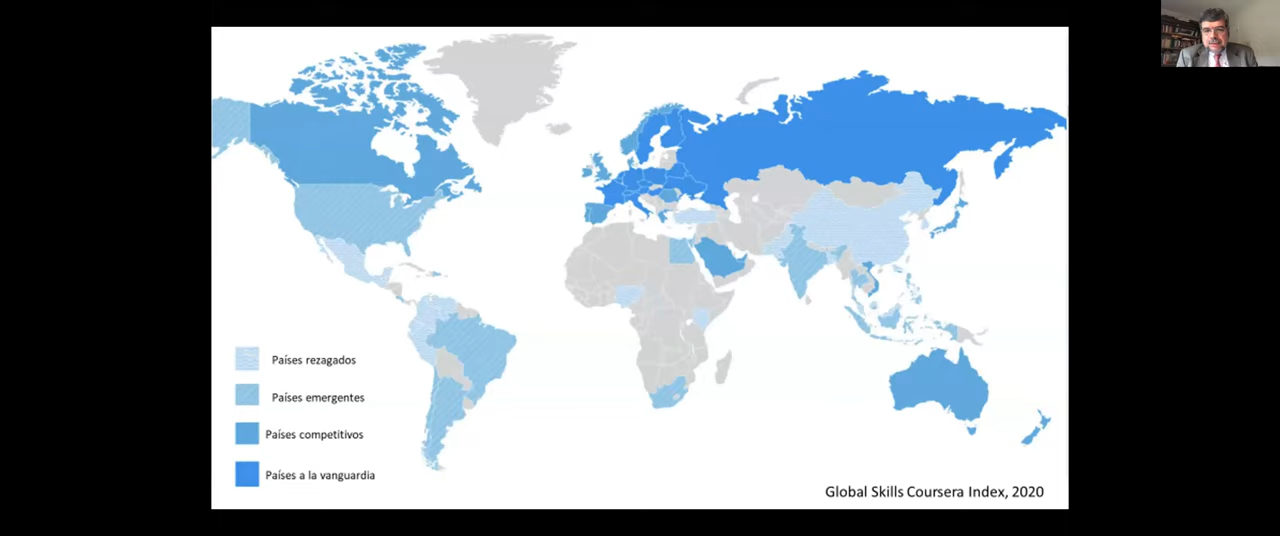 Países rezagados
Países emergentes
Países competitivos
Países a la vanguardia
Global Skills Coursera Index, 2020